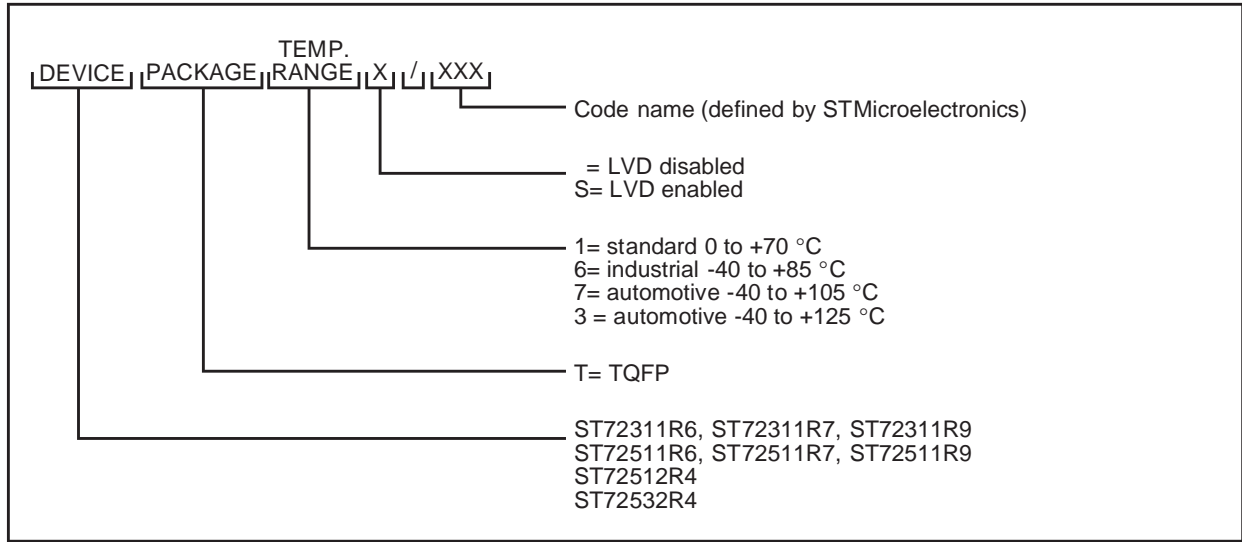 TEMP.
DEVICE PACKAGE RANGE X / XXX
Code name (defined by STMicroelectronics)
= LVD disabled
S= LVD enabled
1= standard 0 to +70 °C
6= industrial -40 to +85 °C
7= automotive -40 to +105 °C
3 = automotive -40 to +125 °C
T= TQFP
ST72311R6, ST72311R7, ST72311R9
ST72511R6, ST72511R7, ST72511R9
ST72512R4
ST72532R4